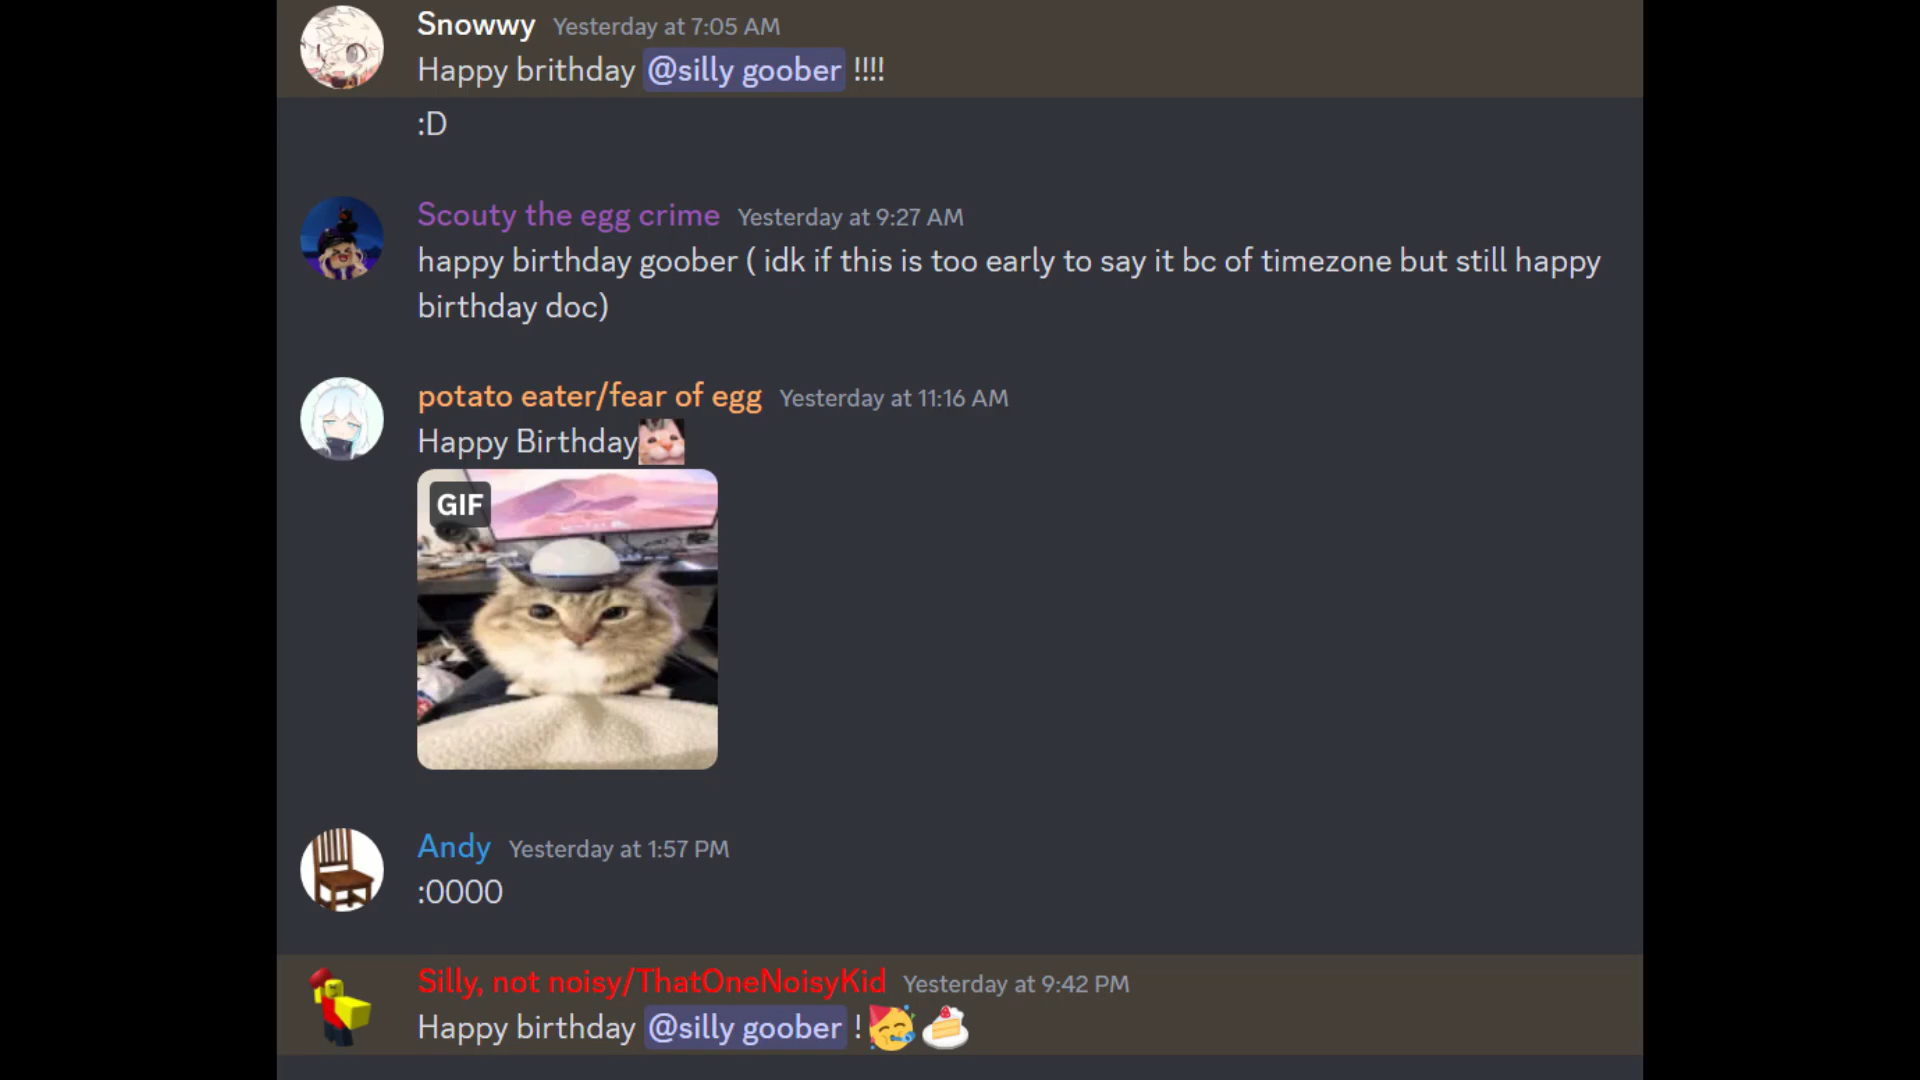 Snowwy Yesterday at 7:05 AM
Happy brithday @silly goober !!!!
:D
Scouty the egg crime Yesterday at 9:27 AM
happy birthday goober ( idk if this is too early to say it bc of timezone but still happy
birthday doc)
potato eater/fear of egg Yesterday at 11:16 AM
Happy Birthday
GIF
Andy Yesterday at 1:57 PM
:0000
Silly, not noisy/ThatOneNoisyKid Yesterday at 9:42 PM
Happy birthday @silly goober !🥳🍰